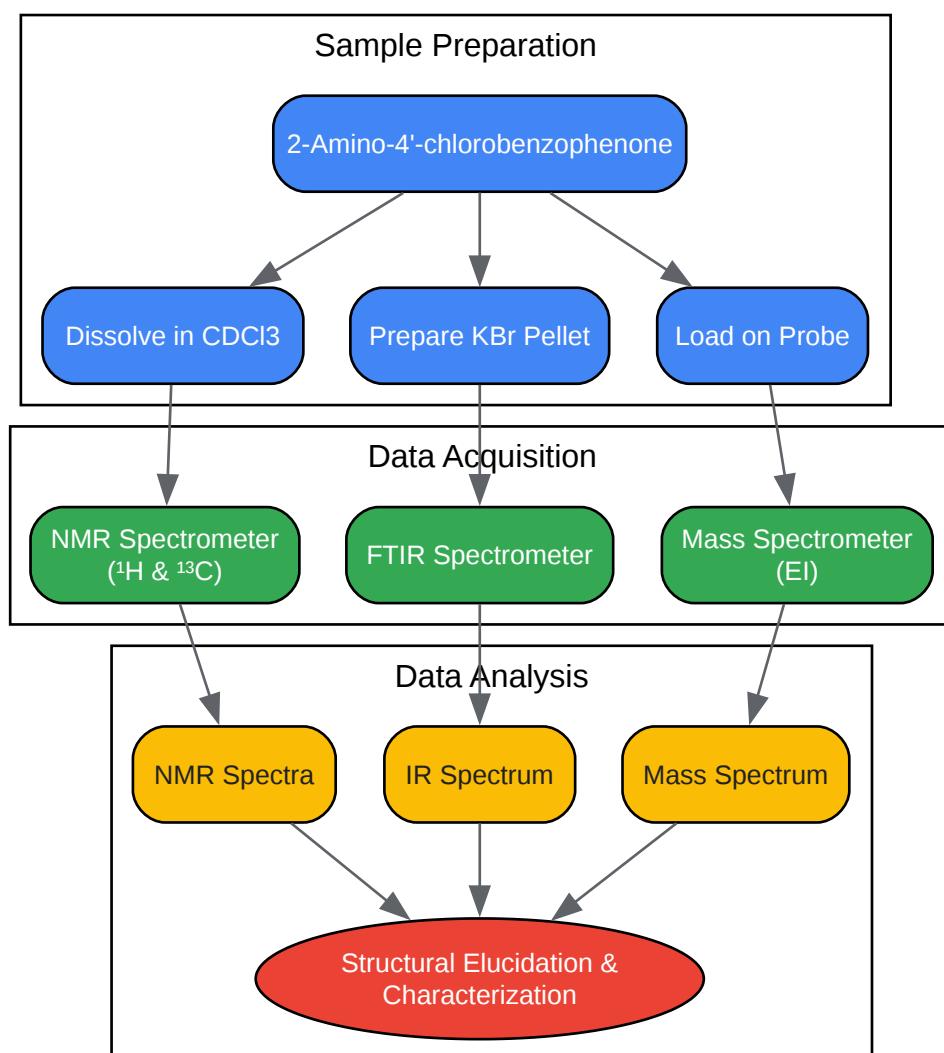 Sample Preparation
2-Amino-4'-chlorobenzophenone
Dissolve in CDCl3
Prepare KBr Pellet
Load on Probe
Data Acquisition
NMR Spectrometer
(¹H & ¹³C)
FTIR Spectrometer
Mass Spectrometer
(EI)
Data Analysis
NMR Spectra
IR Spectrum
Mass Spectrum
Structural Elucidation &
Characterization